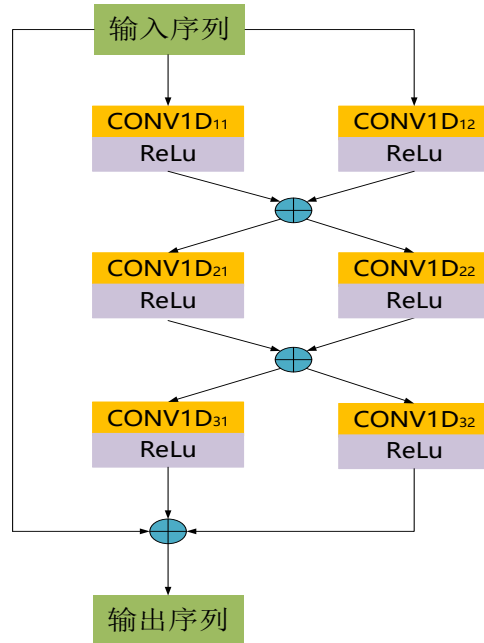 输入序列
CONV1D₁₁
ReLu
CONV1D₁₂
ReLu
CONV1D₂₁
ReLu
CONV1D₂₂
ReLu
CONV1D₃₁
ReLu
CONV1D₃₂
ReLu
输出序列